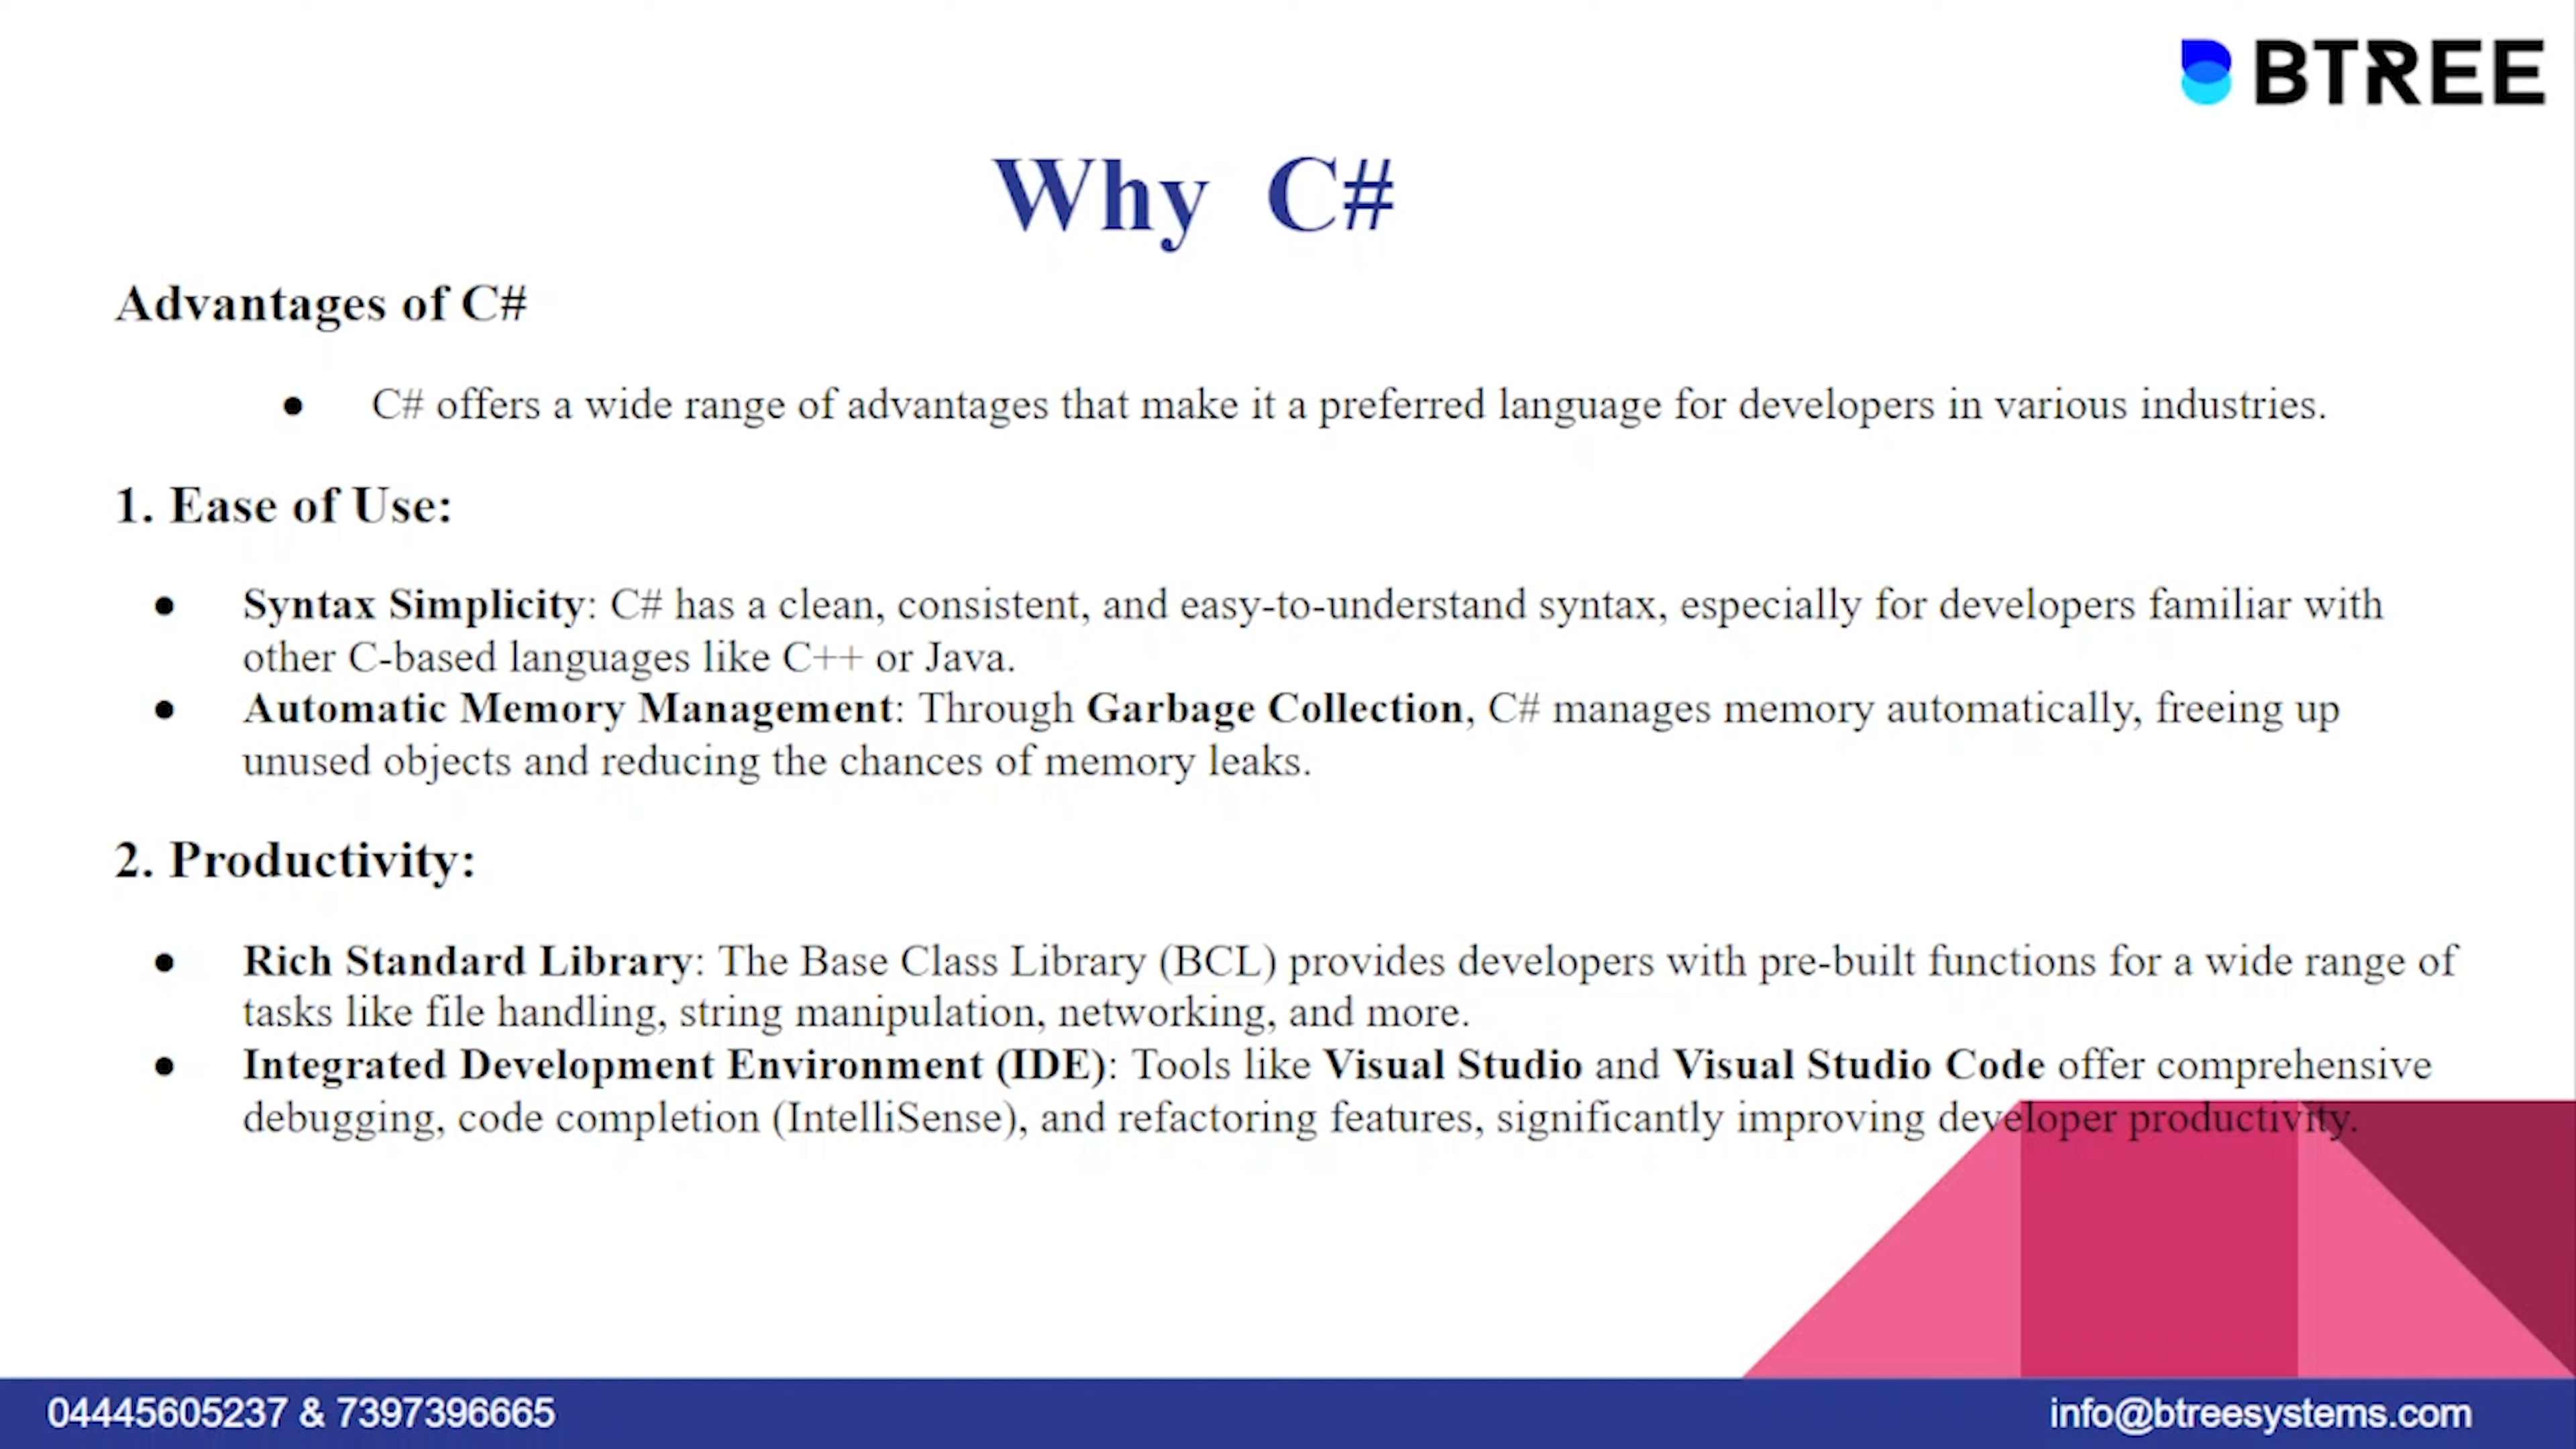 BTREE
Why C#
Advantages of C#
● C# offers a wide range of advantages that make it a preferred language for developers in various industries.
1. Ease of Use:
● Syntax Simplicity: C# has a clean, consistent, and easy-to-understand syntax, especially for developers familiar with
other C-based languages like C++ or Java.
● Automatic Memory Management: Through Garbage Collection, C# manages memory automatically, freeing up
unused objects and reducing the chances of memory leaks.
2. Productivity:
● Rich Standard Library: The Base Class Library (BCL) provides developers with pre-built functions for a wide range of
tasks like file handling, string manipulation, networking, and more.
● Integrated Development Environment (IDE): Tools like Visual Studio and Visual Studio Code offer comprehensive
debugging, code completion (IntelliSense), and refactoring features, significantly improving developer productivity.
04445605237 & 7397396665
info@btreesystems.com